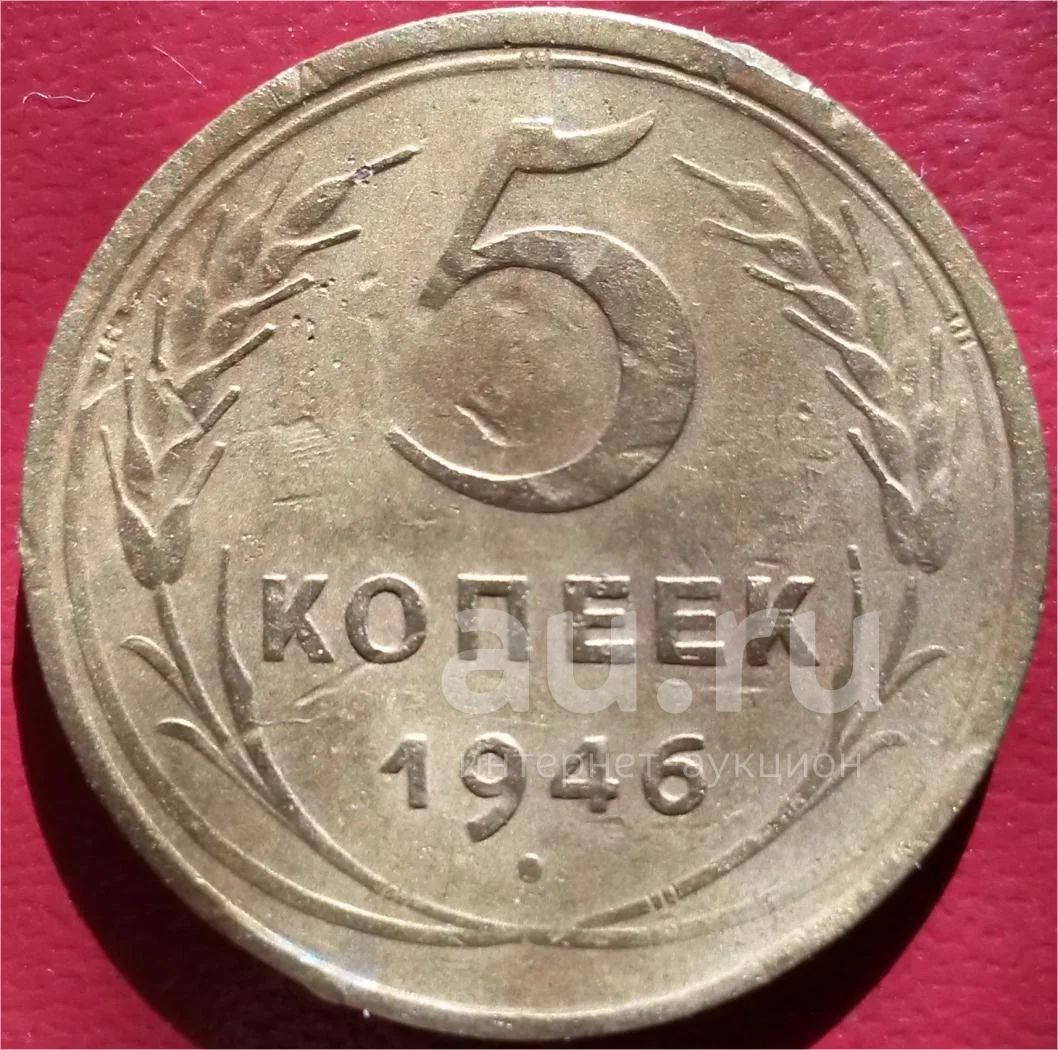 5
КОПЕЕК
au.ru
1946
интернет аукцион